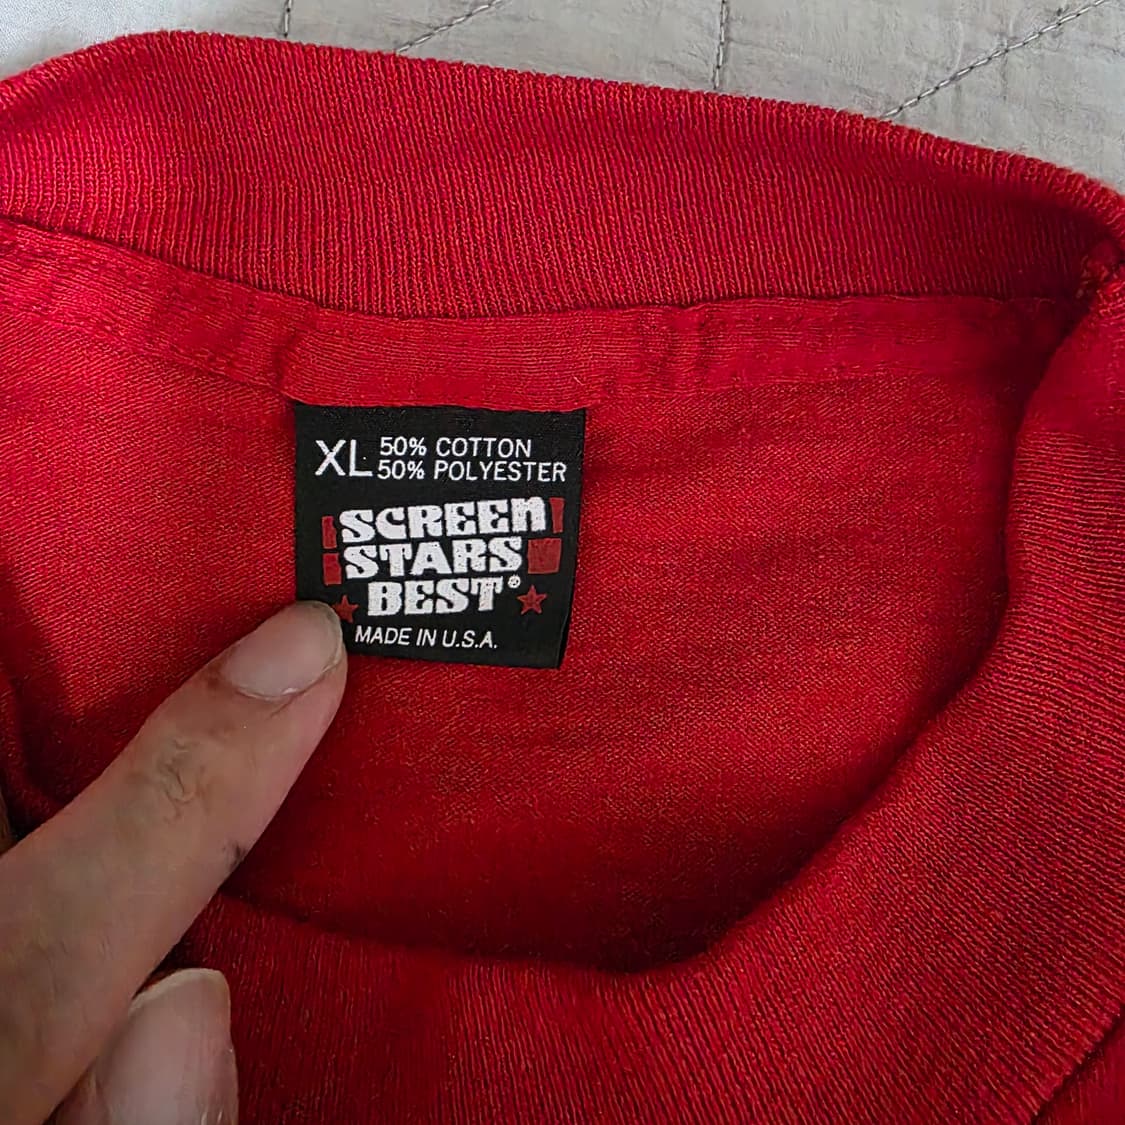 XL 50% COTTON
50% POLYESTER
SCREEN
STARS
BEST®
MADE IN U.S.A.